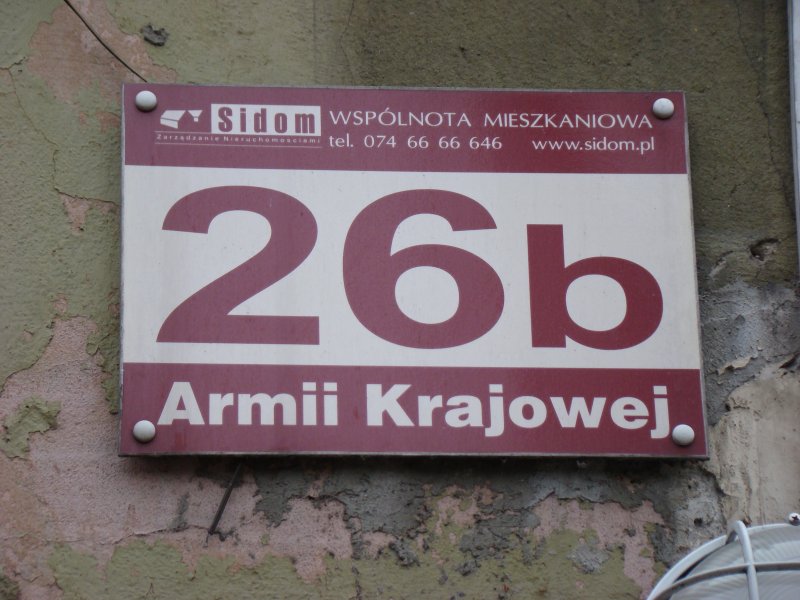 Sidom WSPÓLNOTA MIESZKANIOWA
Zarządzanie Nieruchomościami tel. 074 66 66 646 www.sidom.pl
26b
Armii Krajowej